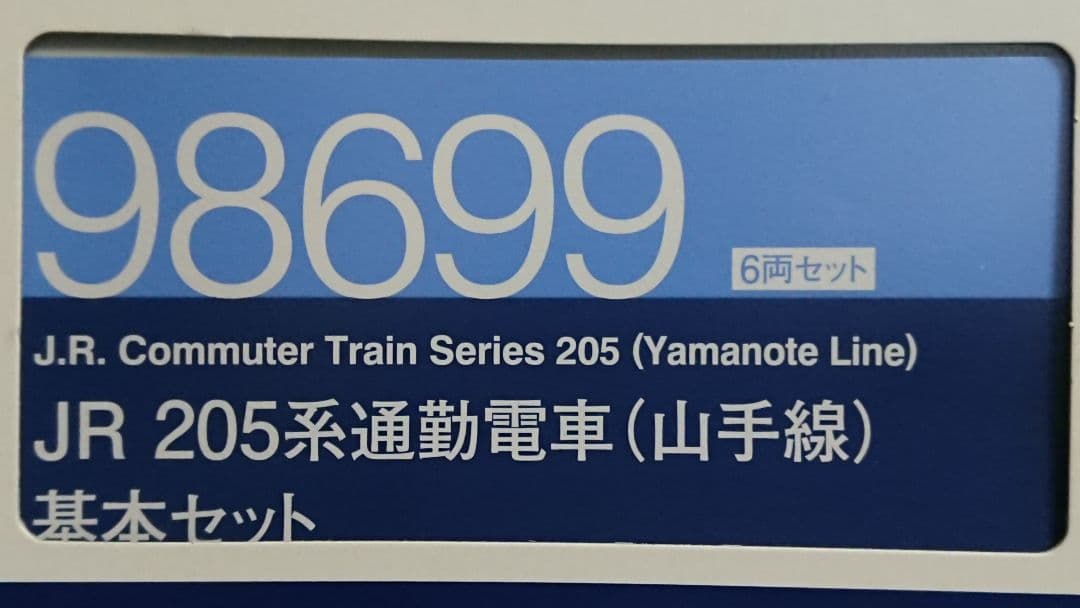 98699
6両セット
J.R. Commuter Train Series 205 (Yamanote Line)
JR 205系通勤電車(山手線)
基本セット